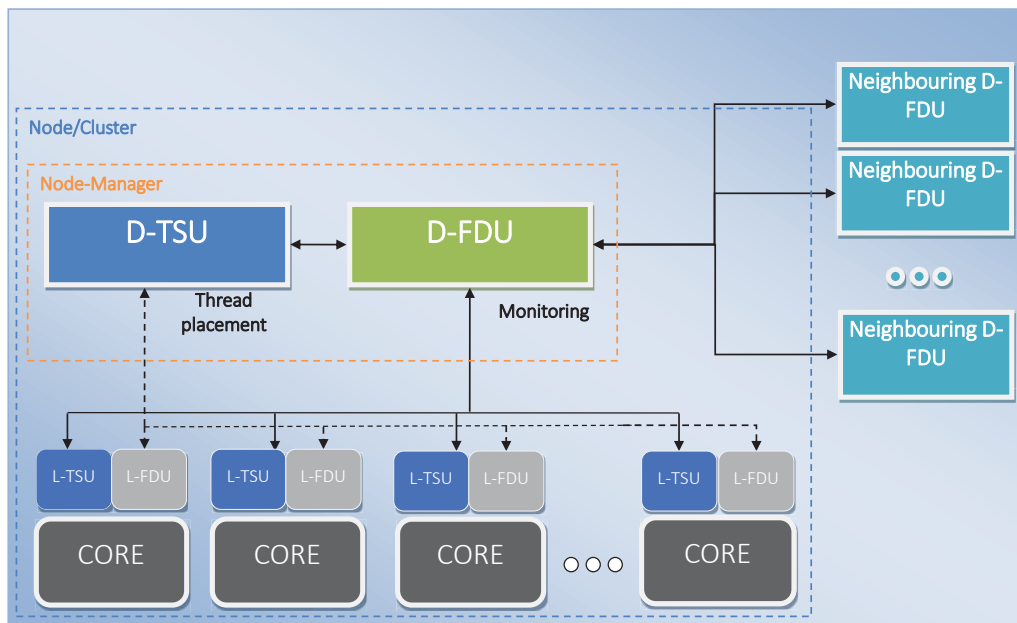 Neighbouring D-
FDU
Node/Cluster
Neighbouring D-
FDU
Node-Manager
D-TSU
D-FDU
Thread
placement
Monitoring
Neighbouring D-
FDU
L-TSU
L-FDU
L-TSU
L-FDU
L-TSU
L-FDU
L-TSU
L-FDU
CORE
CORE
CORE
CORE